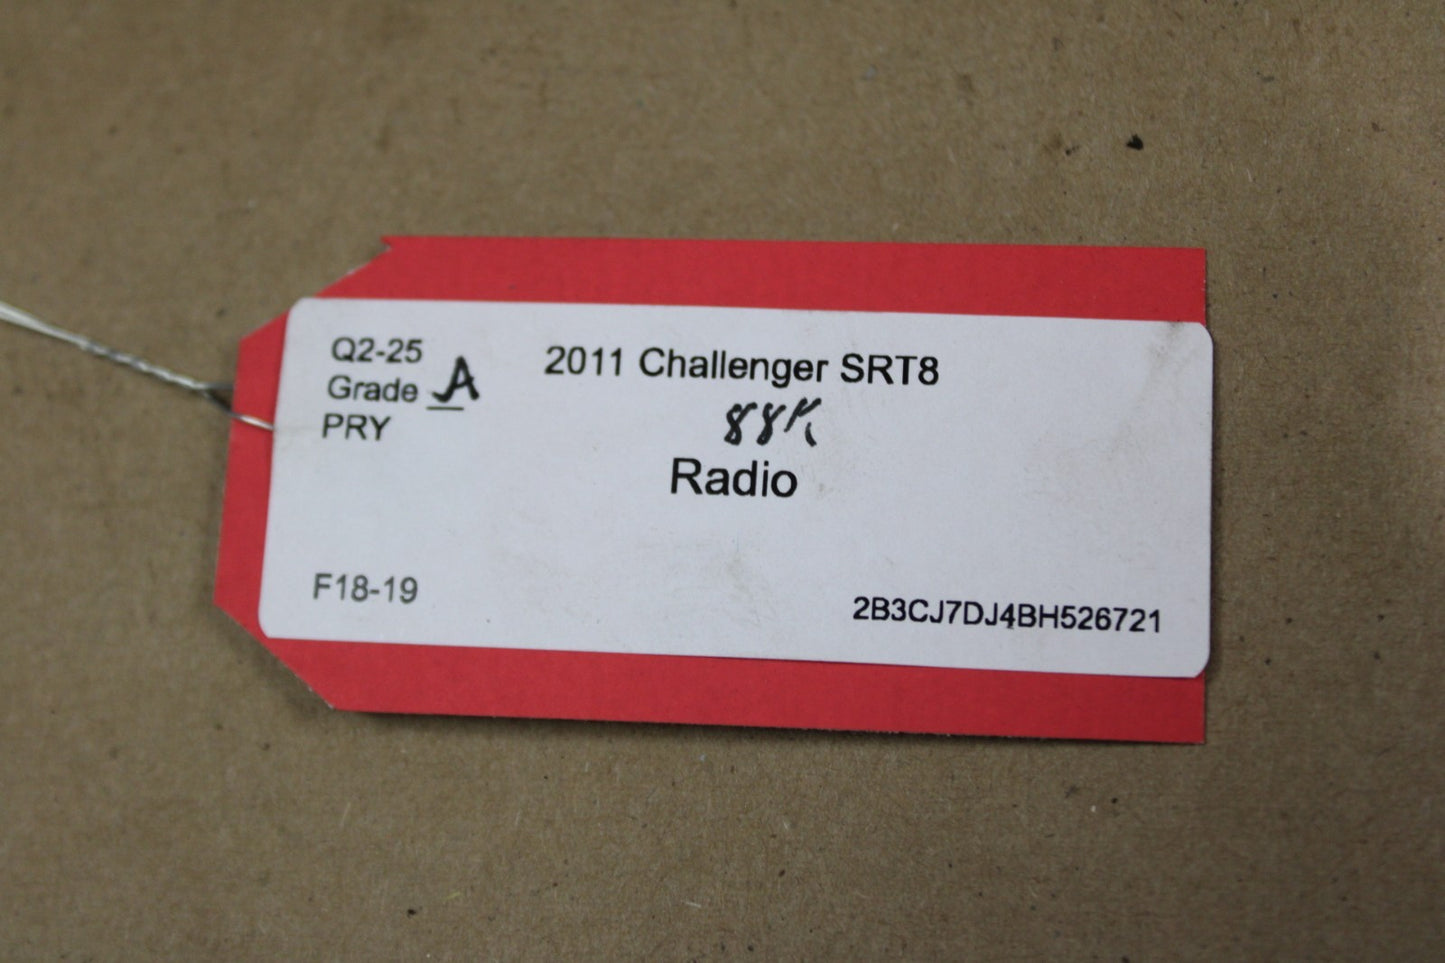 Q2-25
Grade A
PRY
2011 Challenger SRT8
88K
Radio
F18-19
2B3CJ7DJ4BH526721